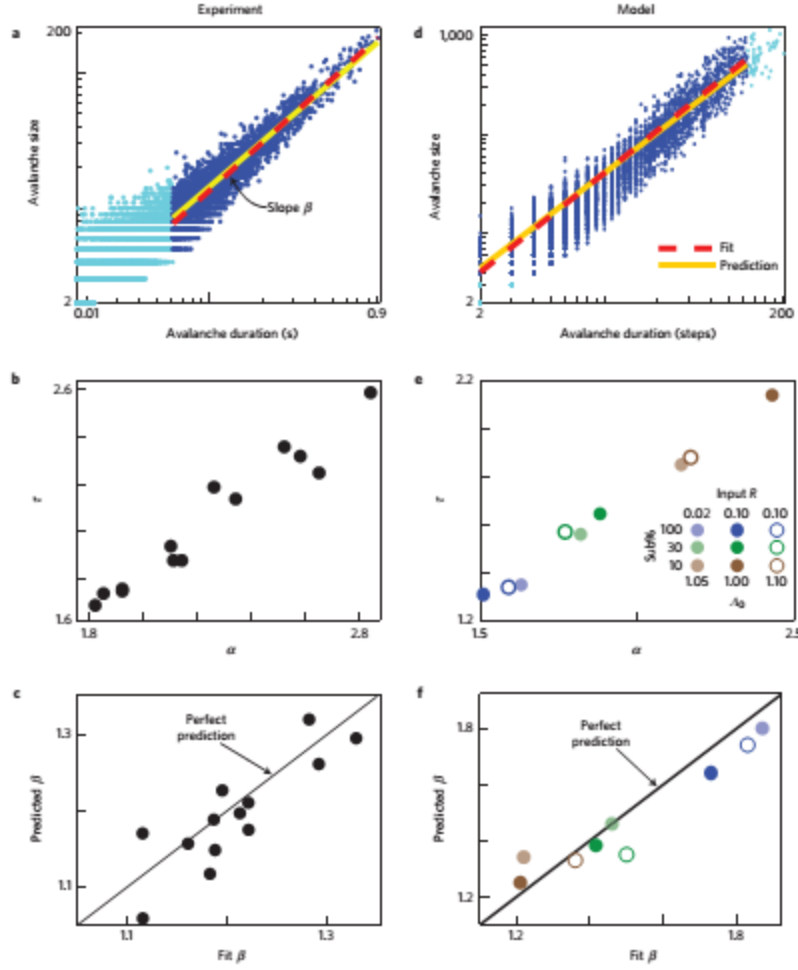 Experiment
a
200
Avalanche size
2
0.01
0.9
Avalanche duration (s)
Slope β
Model
d
1,000
Avalanche size
2
2
200
Avalanche duration (steps)
Fit
Prediction
b
2.6
τ
1.6
1.8
2.8
α
e
2.2
τ
1.2
1.5
2.5
α
Input R
0.02 0.10 0.10
Sub%
100
30
10
1.05 1.00 1.10
Λ₀
c
1.3
Predicted β
1.1
1.1
1.3
Fit β
Perfect
prediction
f
1.8
Predicted β
1.2
1.2
1.8
Fit β
Perfect
prediction